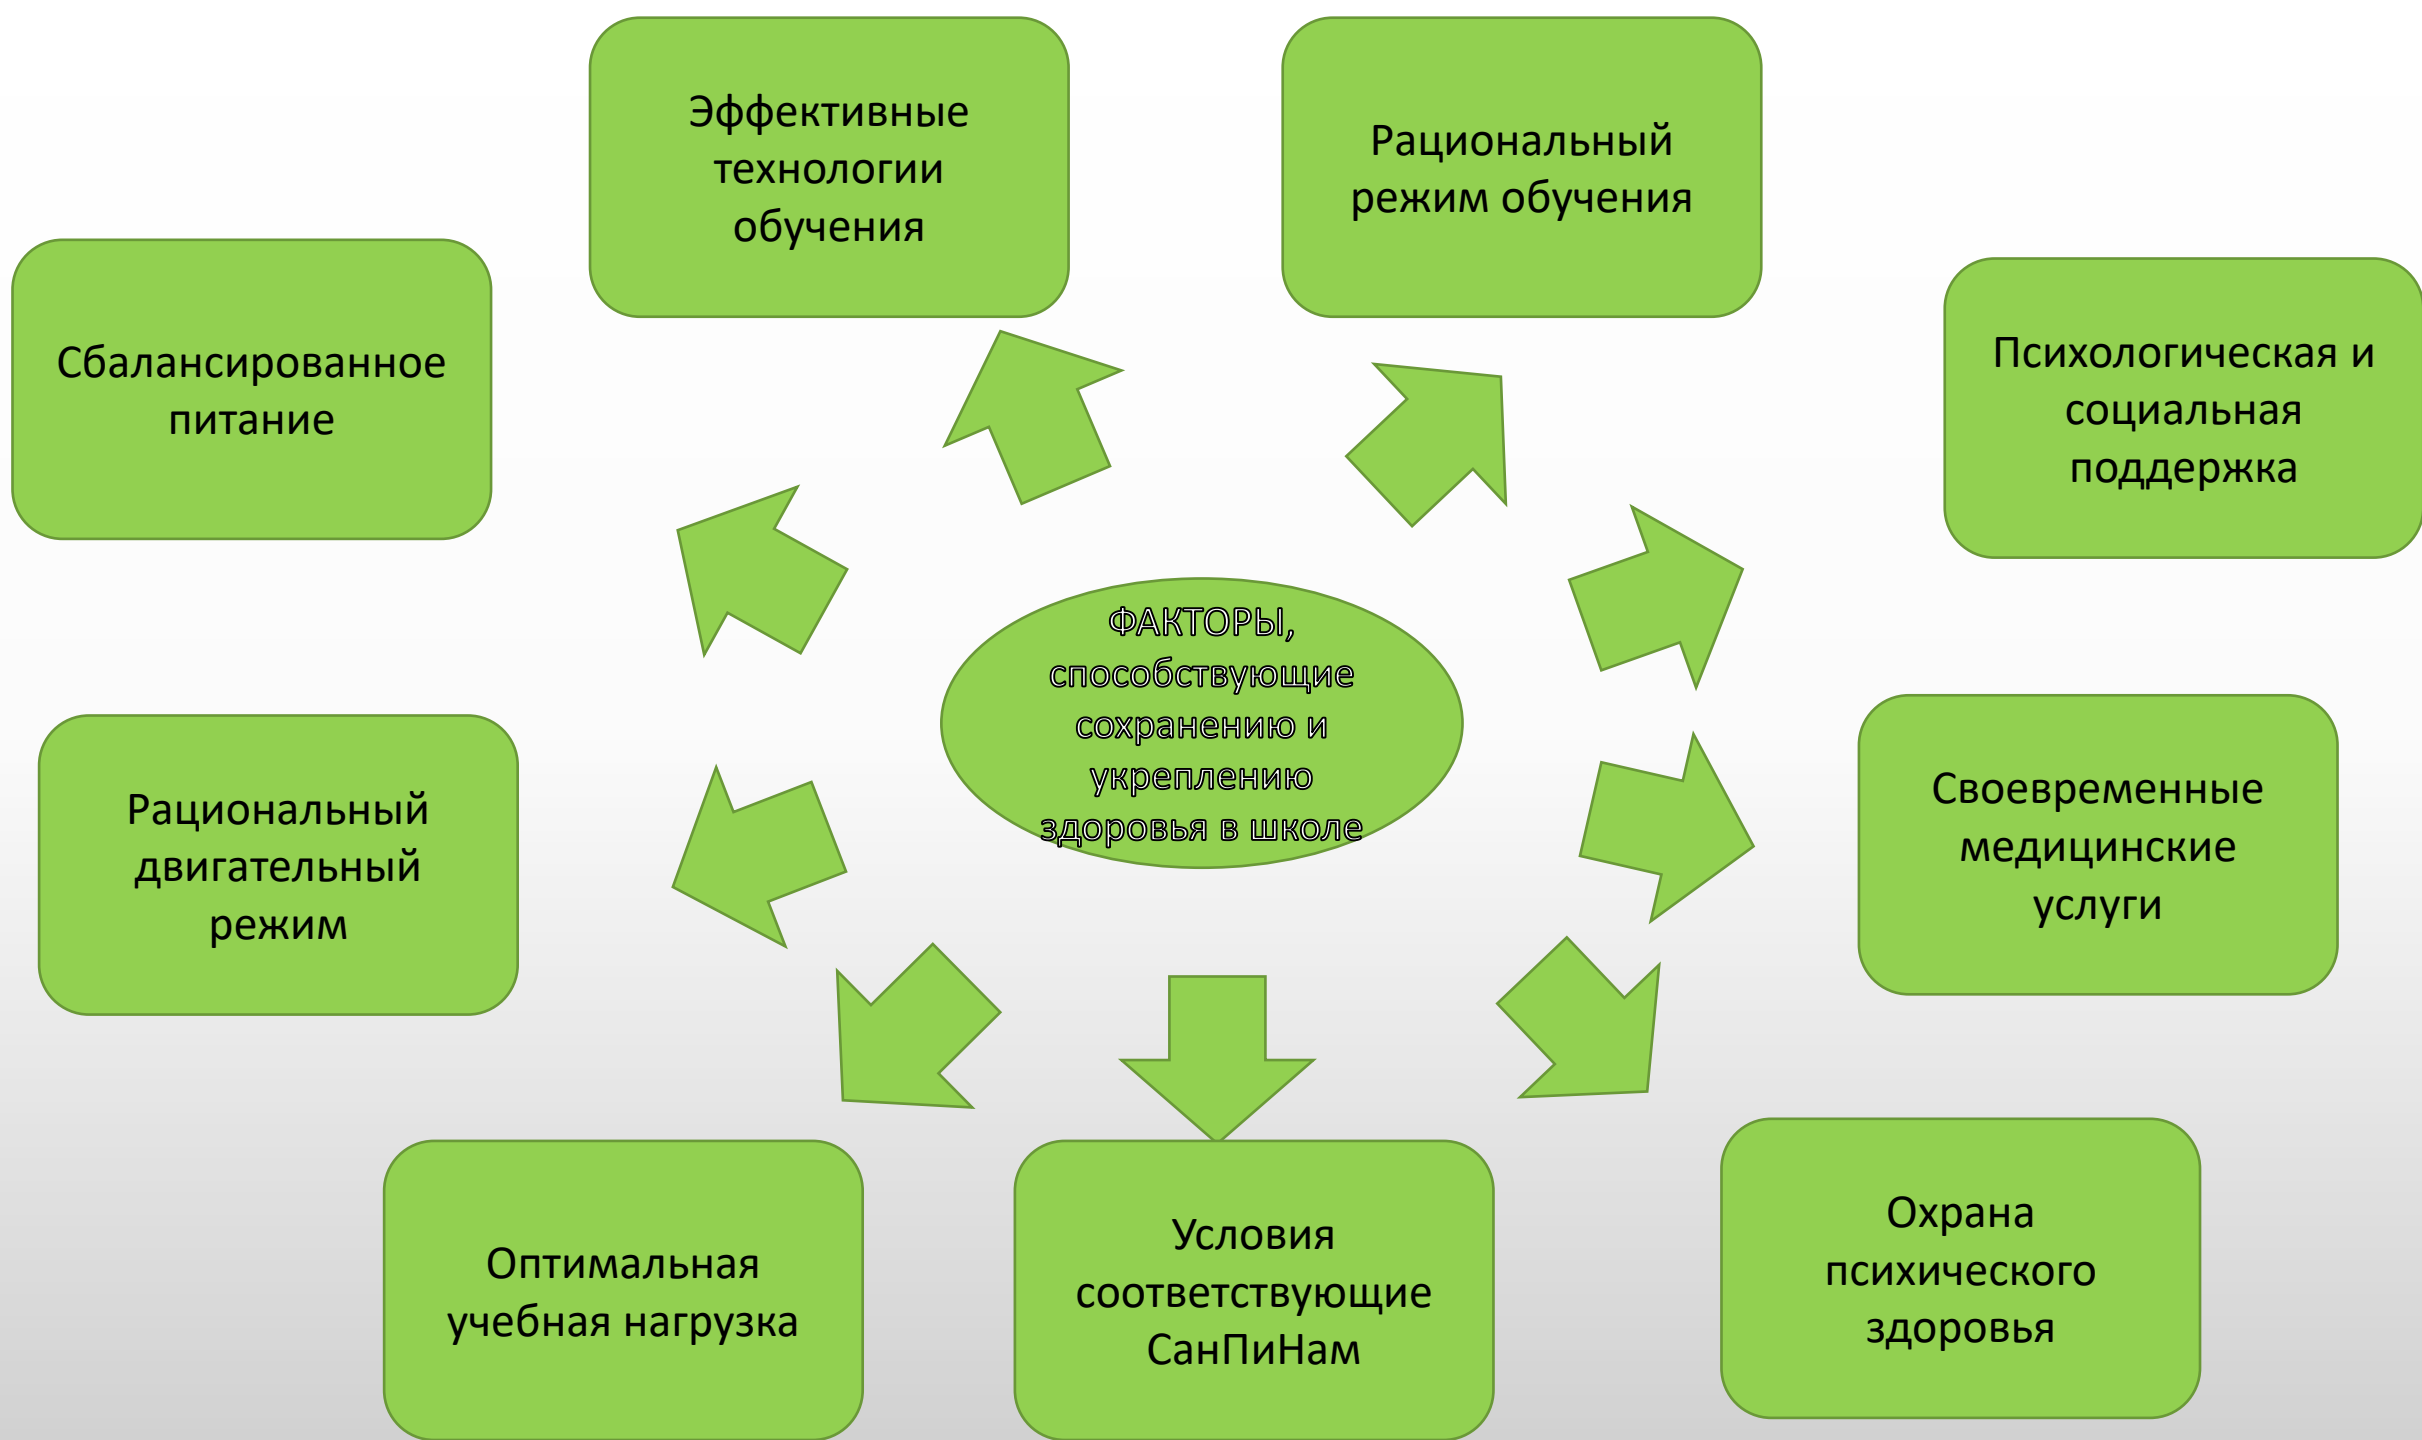 Эффективные
технологии
обучения
Рациональный
режим обучения
Сбалансированное
питание
Психологическая и
социальная
поддержка
ФАКТОРЫ,
способствующие
сохранению и
укреплению
здоровья в школе
Рациональный
двигательный
режим
Своевременные
медицинские
услуги
Оптимальная
учебная нагрузка
Условия
соответствующие
СанПиНам
Охрана
психического
здоровья